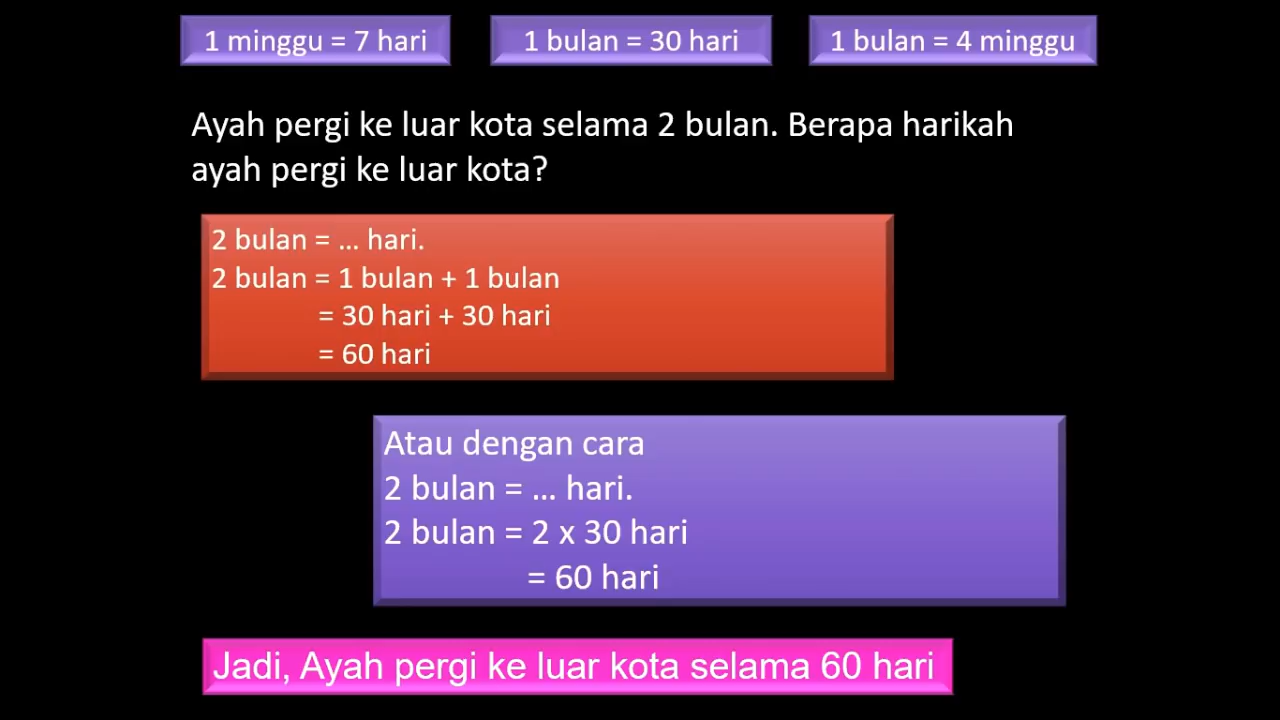 1 minggu = 7 hari
1 bulan = 30 hari
1 bulan = 4 minggu
Ayah pergi ke luar kota selama 2 bulan. Berapa harikah
ayah pergi ke luar kota?
2 bulan = ... hari.
2 bulan = 1 bulan + 1 bulan
= 30 hari + 30 hari
= 60 hari
Atau dengan cara
2 bulan = ... hari.
2 bulan = 2 x 30 hari
= 60 hari
Jadi, Ayah pergi ke luar kota selama 60 hari